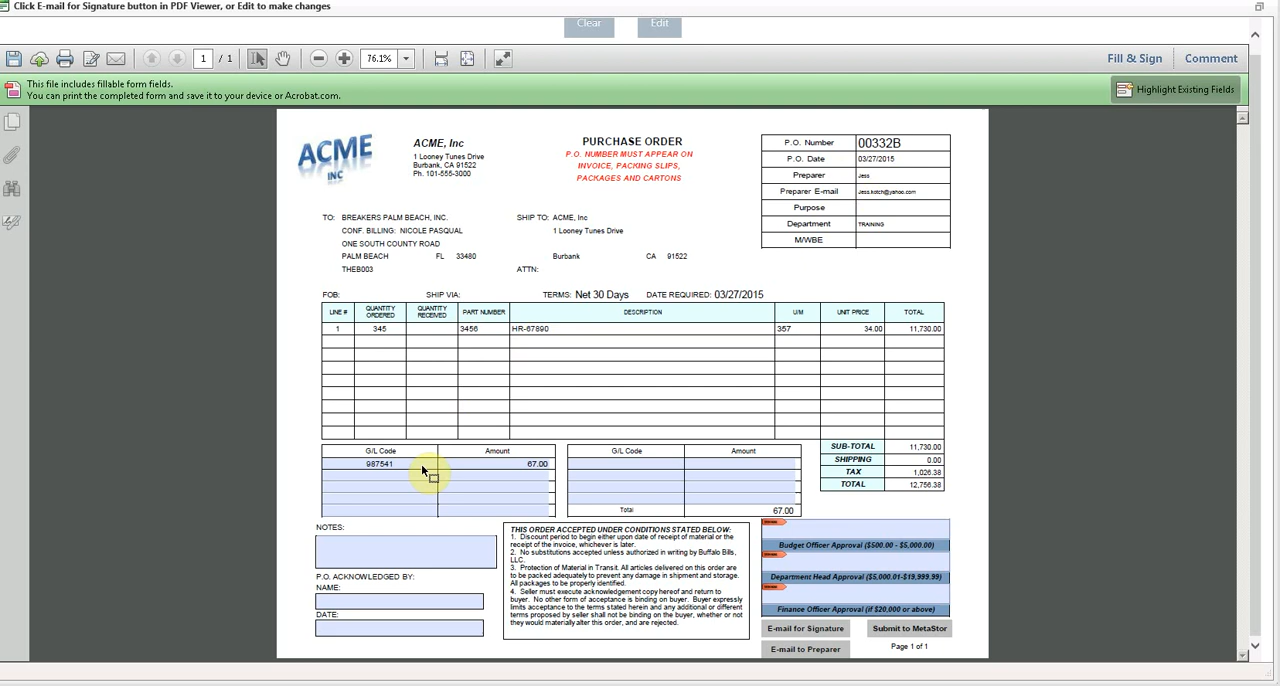 Click E-mail for Signature button in PDF Viewer, or Edit to make changes
Clear Edit
1 / 1 76.1% Fill & Sign Comment
This file includes fillable form fields.
You can print the completed form and save it to your device or Acrobat.com.
Highlight Existing Fields
ACME
INC
ACME, Inc
1 Looney Tunes Drive
Burbank, CA 91522
Ph. 101-555-3000
PURCHASE ORDER
P.O. NUMBER MUST APPEAR ON
INVOICE, PACKING SLIPS,
PACKAGES AND CARTONS
P.O. Number 00332B
P.O. Date 03/27/2015
Preparer Jess
Preparer E-mail Jess.kotch@yahoo.com
Purpose
Department TRAINING
M/WBE
TO: BREAKERS PALM BEACH, INC.
CONF. BILLING: NICOLE PASQUAL
ONE SOUTH COUNTY ROAD
PALM BEACH FL 33480
THEB003
SHIP TO: ACME, Inc
1 Looney Tunes Drive
Burbank CA 91522
ATTN:
FOB: SHIP VIA: TERMS: Net 30 Days DATE REQUIRED: 03/27/2015
LINE # QUANTITY ORDERED QUANTITY RECEIVED PART NUMBER DESCRIPTION U/M UNIT PRICE TOTAL
1 345 3456 HR-67890 357 34.00 11,730.00
SUB-TOTAL 11,730.00
SHIPPING 0.00
TAX 1,026.38
TOTAL 12,756.38
G/L Code Amount
987541 67.00
G/L Code Amount
Total 67.00
NOTES:
P.O. ACKNOWLEDGED BY:
NAME:
DATE:
THIS ORDER ACCEPTED UNDER CONDITIONS STATED BELOW:
1. Discount period to begin either upon date of receipt of material or the
receipt of the invoice, whichever is later.
2. No substitutions accepted unless authorized in writing by Buffalo Bills,
LLC.
3. Protection of Material in Transit. All articles delivered on this order are
to be packed adequately to prevent any damage in shipment and storage.
All packages to be properly identified.
4. Seller must execute acknowledgement copy hereof and return to
buyer. No other form of acceptance is binding on buyer. Buyer expressly
limits acceptance to the terms stated herein and any additional or different
terms proposed by seller shall not be binding on the buyer, whether or not
they would materially alter this order, and are rejected.
Budget Officer Approval ($500.00 - $5,000.00)
Department Head Approval ($5,000.01-$19,999.99)
Finance Officer Approval (if $20,000 or above)
E-mail for Signature Submit to MetaStor
E-mail to Preparer Page 1 of 1